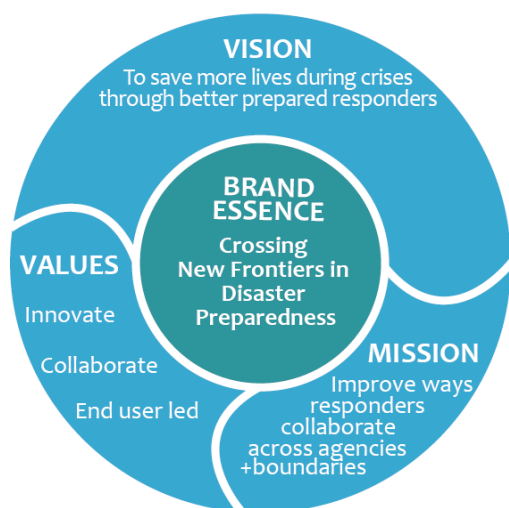 VISION
To save more lives during crises
through better prepared responders
BRAND
ESSENCE
Crossing
New Frontiers in
Disaster
Preparedness
VALUES
Innovate
Collaborate
End user led
MISSION
Improve ways
responders
collaborate
across agencies
+boundaries